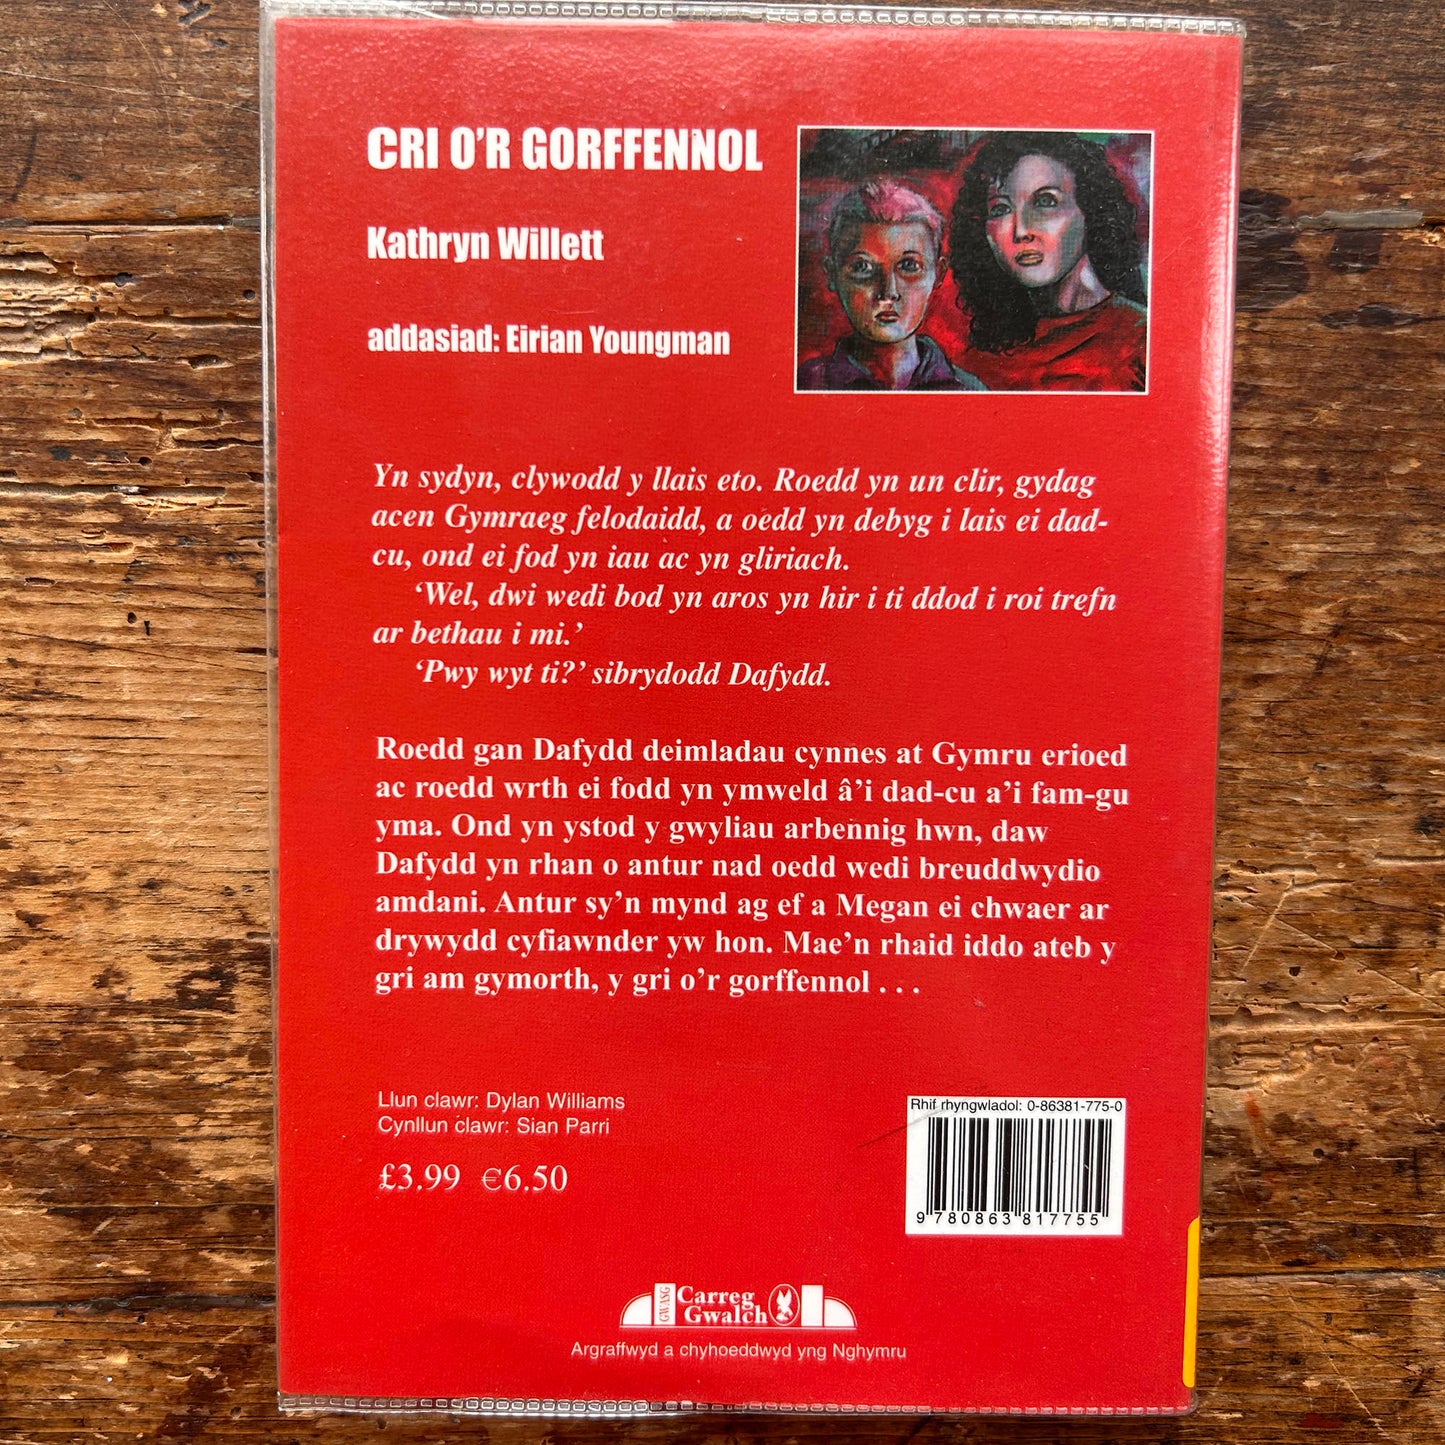 CRI O'R GORFFENNOL
Kathryn Willett
addasiad: Eirian Youngman
Yn sydyn, clywodd y llais eto. Roedd yn un clir, gydag
acen Gymraeg felodaidd, a oedd yn debyg i lais ei dad-
cu, ond ei fod yn iau ac yn gliriach.
‘Wel, dwi wedi bod yn aros yn hir i ti ddod i roi trefn
ar bethau i mi.’
‘Pwy wyt ti?’ sibrydodd Dafydd.
Roedd gan Dafydd deimladau cynnes at Gymru erioed
ac roedd wrth ei fodd yn ymweld â'i dad-cu a'i fam-gu
yma. Ond yn ystod y gwyliau arbennig hwn, daw
Dafydd yn rhan o antur nad oedd wedi breuddwydio
amdani. Antur sy'n mynd ag ef a Megan ei chwaer ar
drywydd cyfiawnder yw hon. Mae'n rhaid iddo ateb y
gri am gymorth, y gri o'r gorffennol . . .
Llun clawr: Dylan Williams
Cynllun clawr: Sian Parri
£3.99 €6.50
Rhif rhyngwladol: 0-86381-775-0
9 780863 817755
GWASG
Carreg
Gwalch
Argraffwyd a chyhoeddwyd yng Nghymru